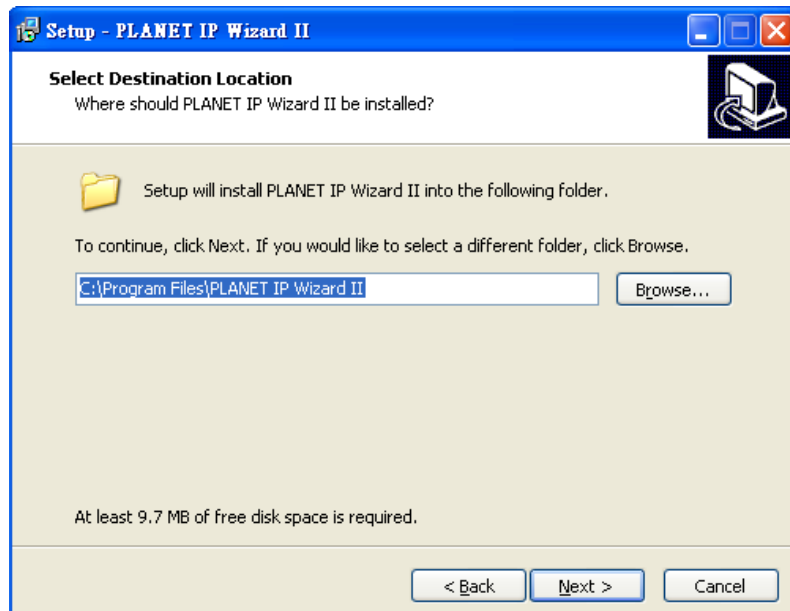 Setup - PLANET IP Wizard II
Select Destination Location
Where should PLANET IP Wizard II be installed?
Setup will install PLANET IP Wizard II into the following folder.
To continue, click Next. If you would like to select a different folder, click Browse.
C:\Program Files\PLANET IP Wizard II
Browse...
At least 9.7 MB of free disk space is required.
< Back
Next >
Cancel